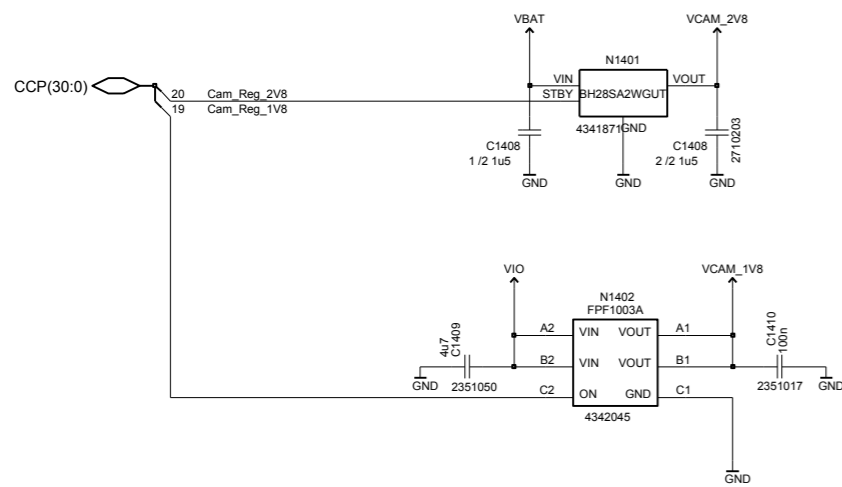 VBAT
VCAM_2V8
N1401
CCP(30:0)
VIN
VOUT
20
Cam_Reg_2V8
STBY
BH28SA2WGUT
19
Cam_Reg_1V8
4341871
GND
C1408
1 /2 1u5
C1408
2 /2 1u5
2710203
GND
GND
GND
VIO
VCAM_1V8
N1402
FPF1003A
4u7
C1409
A2
VIN
VOUT
A1
C1410
100n
B2
VIN
VOUT
B1
GND
2351050
2351017
GND
C2
ON
GND
C1
4342045
GND